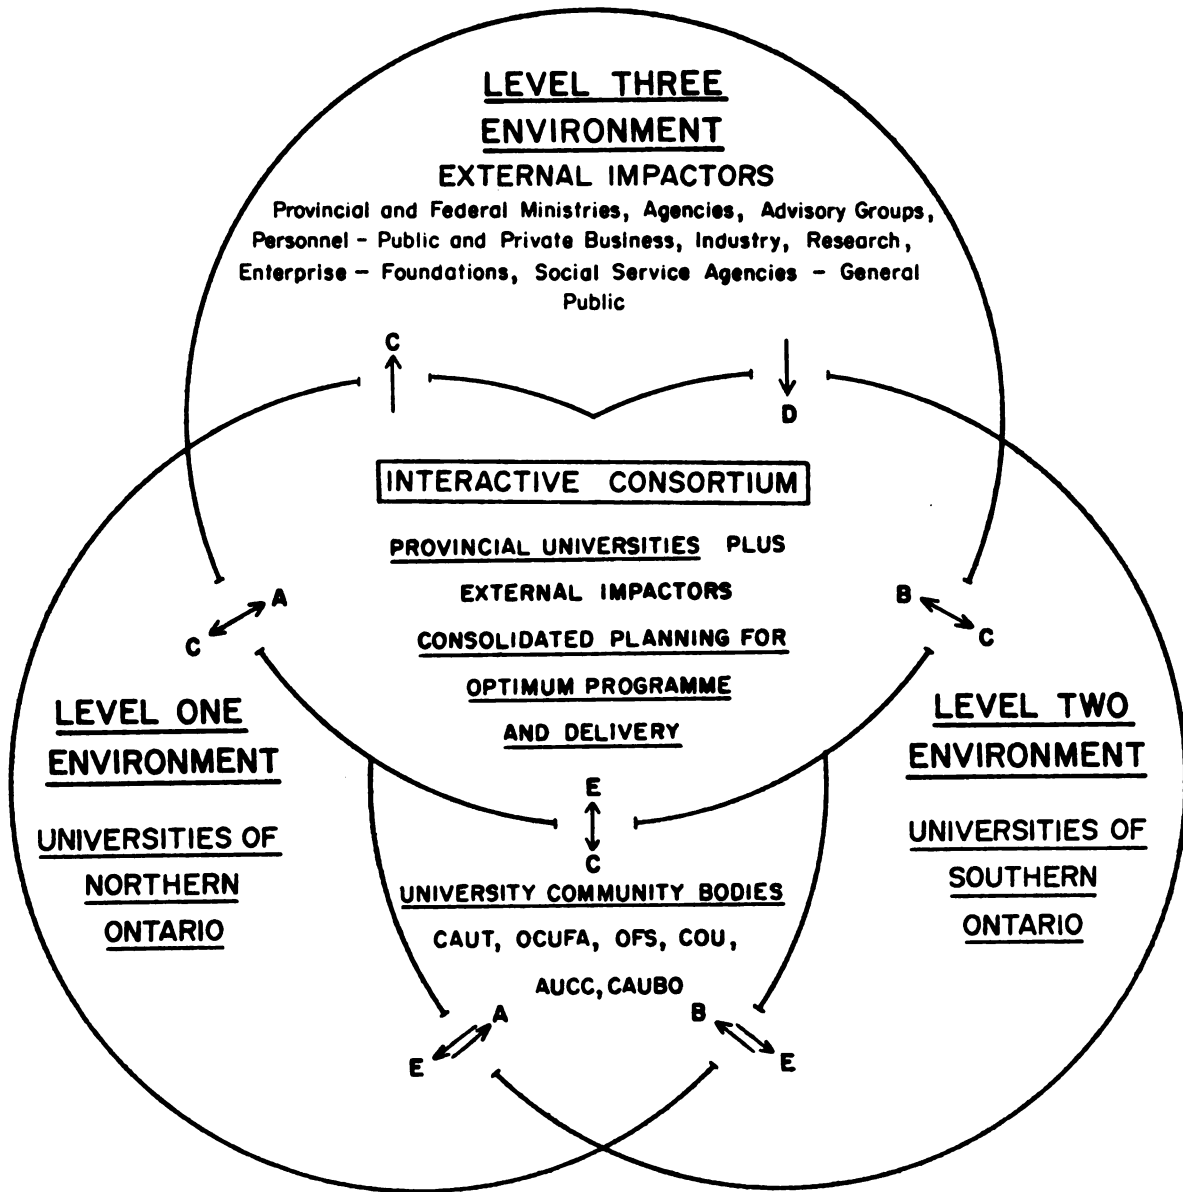 LEVEL THREE
ENVIRONMENT
EXTERNAL IMPACTORS
Provincial and Federal Ministries, Agencies, Advisory Groups,
Personnel - Public and Private Business, Industry, Research,
Enterprise - Foundations, Social Service Agencies - General
Public
C
D
INTERACTIVE CONSORTIUM
PROVINCIAL UNIVERSITIES PLUS
EXTERNAL IMPACTORS
CONSOLIDATED PLANNING FOR
OPTIMUM PROGRAMME
AND DELIVERY
A
C
B
C
LEVEL ONE
ENVIRONMENT
UNIVERSITIES OF
NORTHERN
ONTARIO
LEVEL TWO
ENVIRONMENT
UNIVERSITIES OF
SOUTHERN
ONTARIO
E
C
UNIVERSITY COMMUNITY BODIES
CAUT, OCUFA, OFS, COU,
AUCC, CAUBO
A
E
B
E